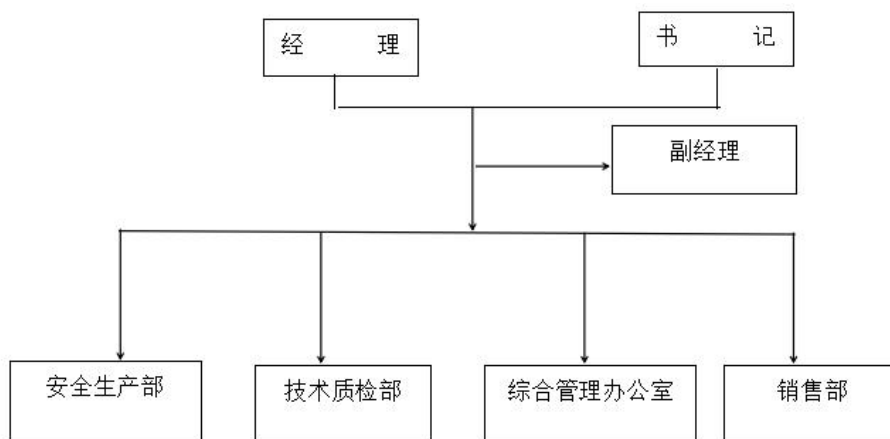 经 理
书 记
副经理
安全生产部
技术质检部
综合管理办公室
销售部